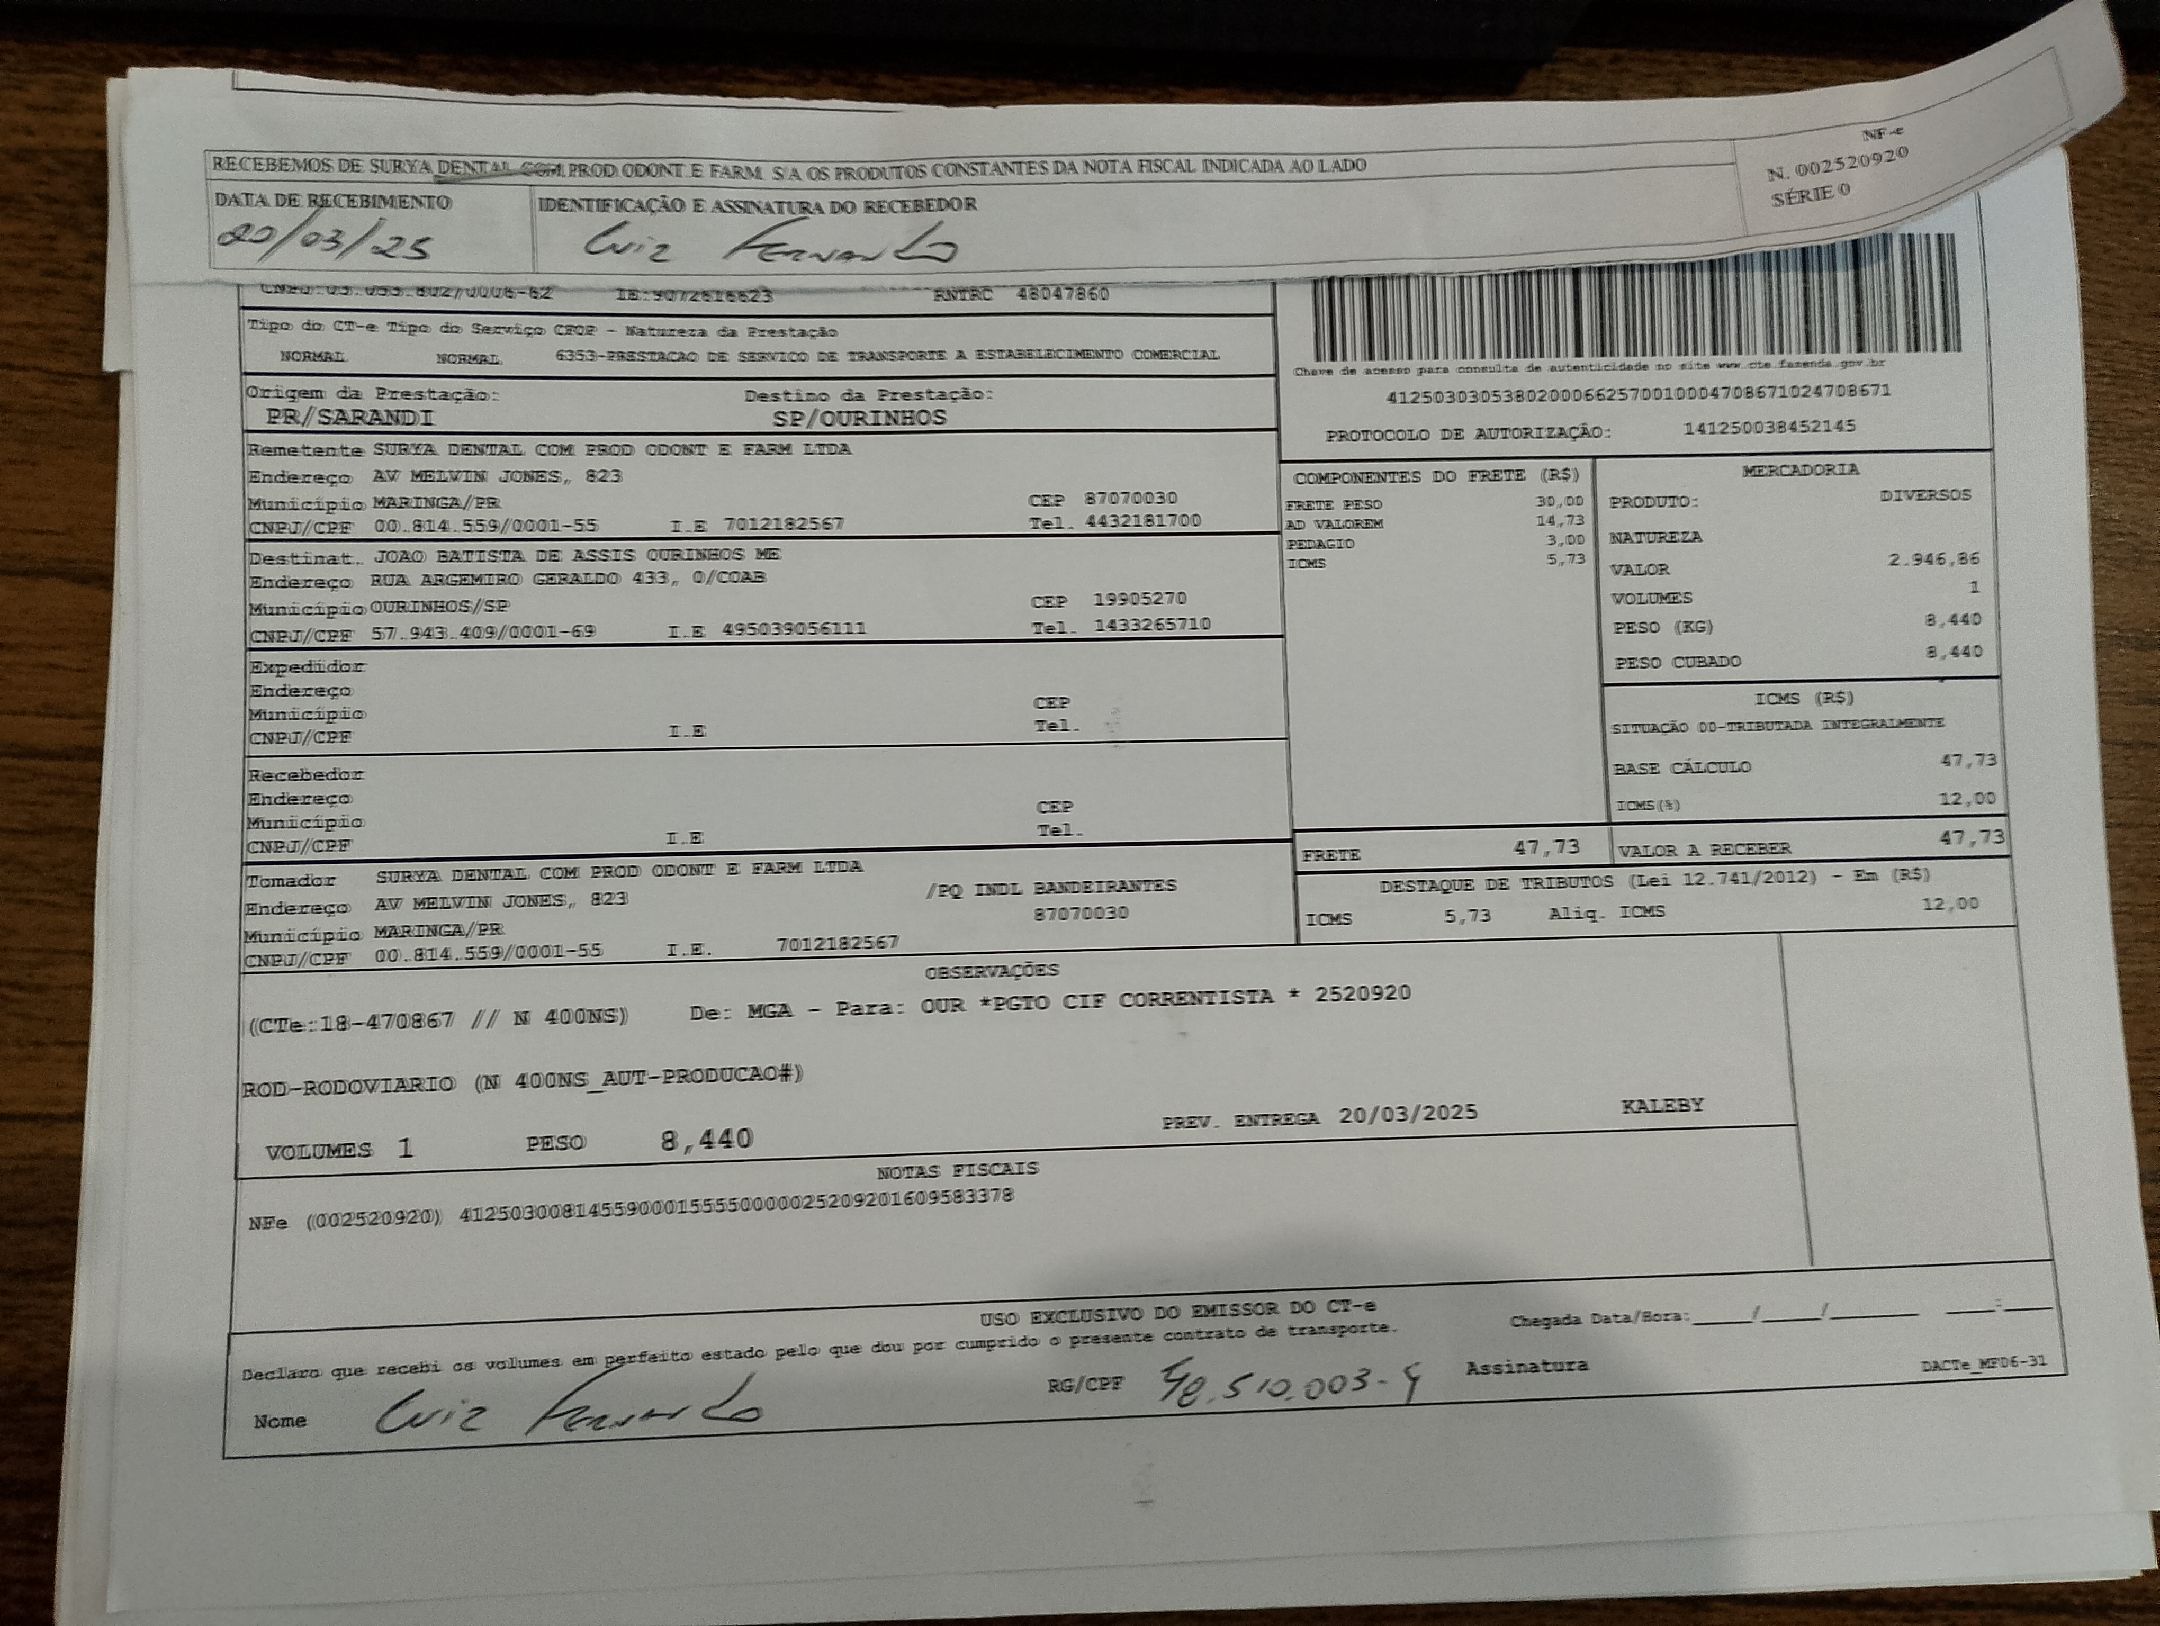 RECEBEMOS DE SURYA DENTAL COM PROD ODONT E FARM S/A OS PRODUTOS CONSTANTES DA NOTA FISCAL INDICADA AO LADO
NF-e
N. 002520920
SÉRIE 0
DATA DE RECEBIMENTO IDENTIFICAÇÃO E ASSINATURA DO RECEBEDOR
20/03/25 Luiz Fernando
IE:9072616623 RNTRC 48047860
Tipo do CT-e Tipo do Serviço CFOP - Natureza da Prestação
NORMAL NORMAL 6353-PRESTACAO DE SERVICO DE TRANSPORTE A ESTABELECIMENTO COMERCIAL
Chave de acesso para consulta de autenticidade no site www.cte.fazenda.gov.br
41250303053802000662570010004708671024708671
PROTOCOLO DE AUTORIZAÇÃO: 141250038452145
Origem da Prestação: Destino da Prestação:
PR/SARANDI SP/OURINHOS
Remetente SURYA DENTAL COM PROD ODONT E FARM LTDA
Endereço AV MELVIN JONES, 823
Município MARINGA/PR CEP 87070030
CNPJ/CPF 00.814.559/0001-55 I.E 7012182567 Tel. 4432181700
Destinat. JOAO BATISTA DE ASSIS OURINHOS ME
Endereço RUA ARGEMIRO GERALDO 433, 0/COAB
Município OURINHOS/SP CEP 19905270
CNPJ/CPF 57.943.409/0001-69 I.E 495039056111 Tel. 1433265710
Expedidor
Endereço
Município CEP
CNPJ/CPF I.E Tel.
Recebedor
Endereço
Município CEP
CNPJ/CPF I.E Tel.
Tomador SURYA DENTAL COM PROD ODONT E FARM LTDA
Endereço AV MELVIN JONES, 823 /PQ INDL BANDEIRANTES
Município MARINGA/PR 87070030
CNPJ/CPF 00.814.559/0001-55 I.E. 7012182567
COMPONENTES DO FRETE (R$)
FRETE PESO 30,00
AD VALOREM 14,73
PEDAGIO 3,00
ICMS 5,73
MERCADORIA
PRODUTO: DIVERSOS
NATUREZA
VALOR 2.946,86
VOLUMES 1
PESO (KG) 8,440
PESO CUBADO 8,440
ICMS (R$)
SITUAÇÃO 00-TRIBUTADA INTEGRALMENTE
BASE CÁLCULO 47,73
ICMS(%) 12,00
FRETE 47,73 VALOR A RECEBER 47,73
DESTAQUE DE TRIBUTOS (Lei 12.741/2012) - Em (R$)
ICMS 5,73 Aliq. ICMS 12,00
OBSERVAÇÕES
(CTe:18-470867 // N 400NS) De: MGA - Para: OUR *PGTO CIF CORRENTISTA * 2520920
ROD-RODOVIARIO (N 400NS_AUT-PRODUCAO#)
VOLUMES 1 PESO 8,440 PREV. ENTREGA 20/03/2025 KALEBY
NOTAS FISCAIS
NFe (002520920) 41250300814559000155550000025209201609583378
USO EXCLUSIVO DO EMISSOR DO CT-e
Declaro que recebi os volumes em perfeito estado pelo que dou por cumprido o presente contrato de transporte. Chegada Data/Hora:_____/_____/________ ____:____
Nome Luiz Fernando RG/CPF 48.510.003-4 Assinatura DACTe_MFD6-31